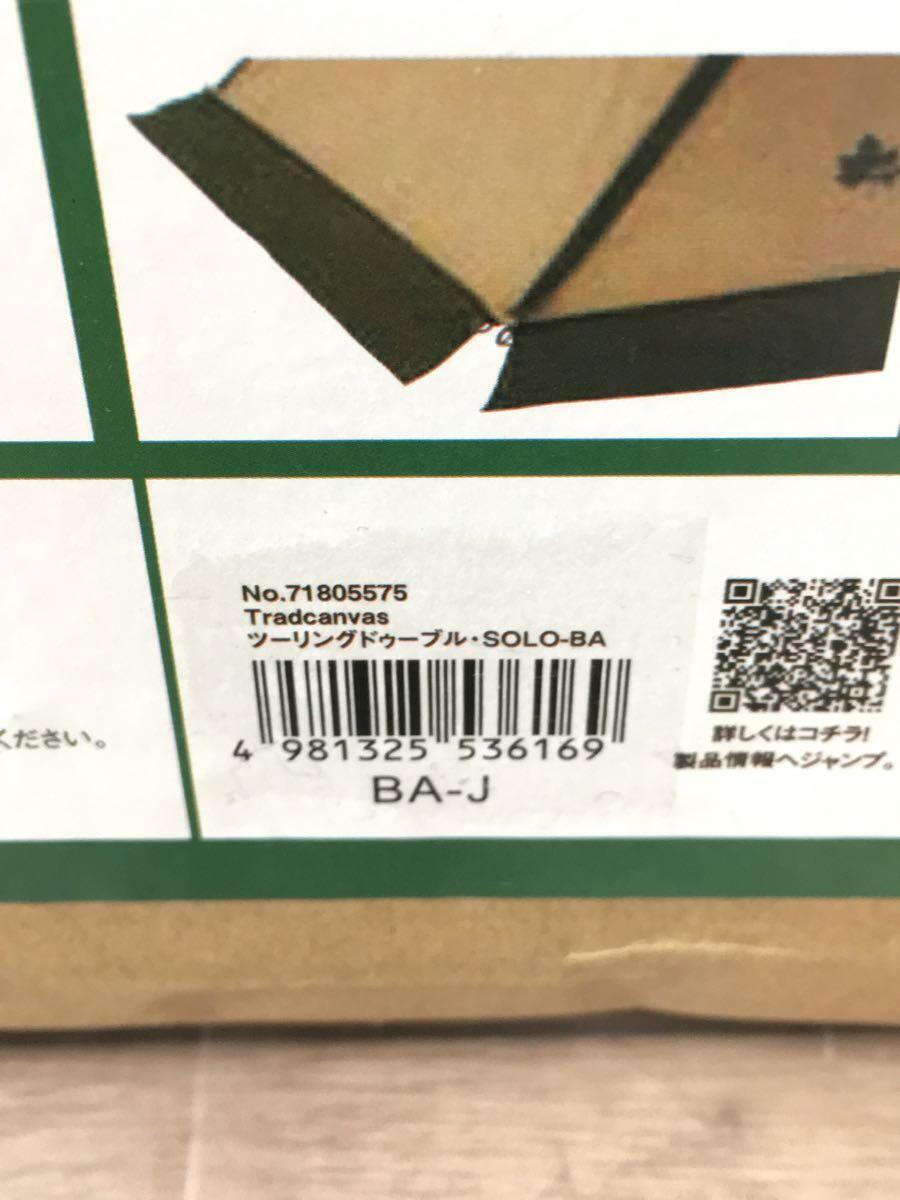 No.71805575
Tradcanvas
ツーリングドゥーブル・SOLO-BA
4 981325 536169
BA-J
ください。
詳しくはコチラ!
製品情報へジャンプ。